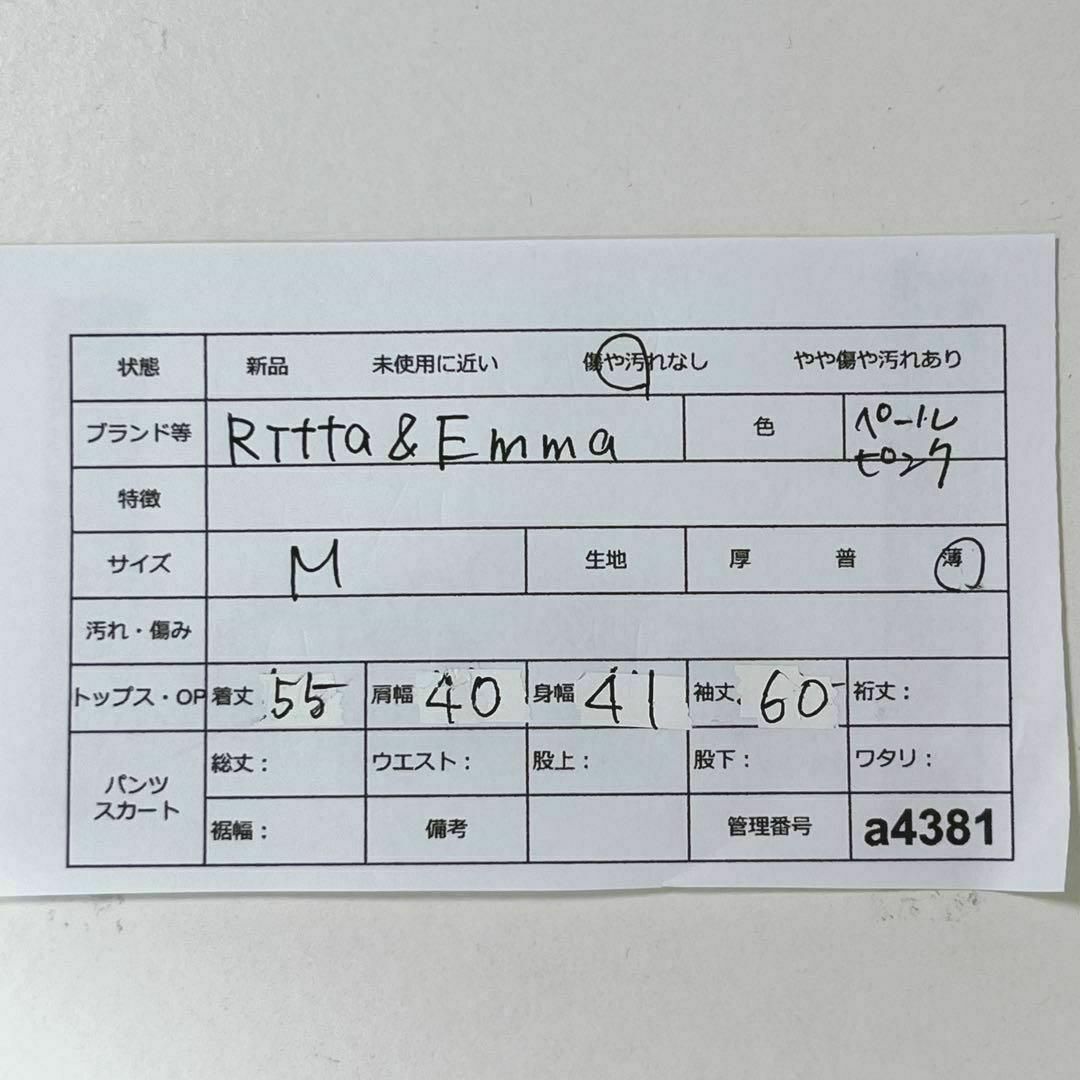 状態 新品 未使用に近い 傷や汚れなし やや傷や汚れあり
ブランド等 RItta & Emma 色 ペール
ピンク
特徴
サイズ M 生地 厚 普 薄
汚れ・傷み
トップス・OP 着丈 55 肩幅 40 身幅 41 袖丈 60 裄丈：
パンツ
スカート
総丈： ウエスト： 股上： 股下： ワタリ：
裾幅： 備考 管理番号 a4381